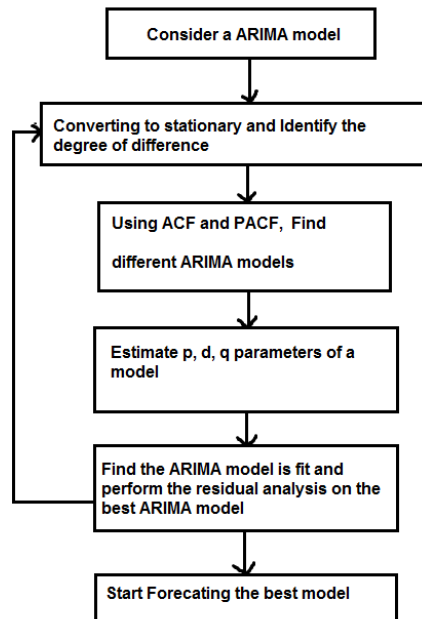 Consider a ARIMA model
Converting to stationary and Identify the
degree of difference
Using ACF and PACF, Find
different ARIMA models
Estimate p, d, q parameters of a
model
Find the ARIMA model is fit and
perform the residual analysis on the
best ARIMA model
Start Forecating the best model